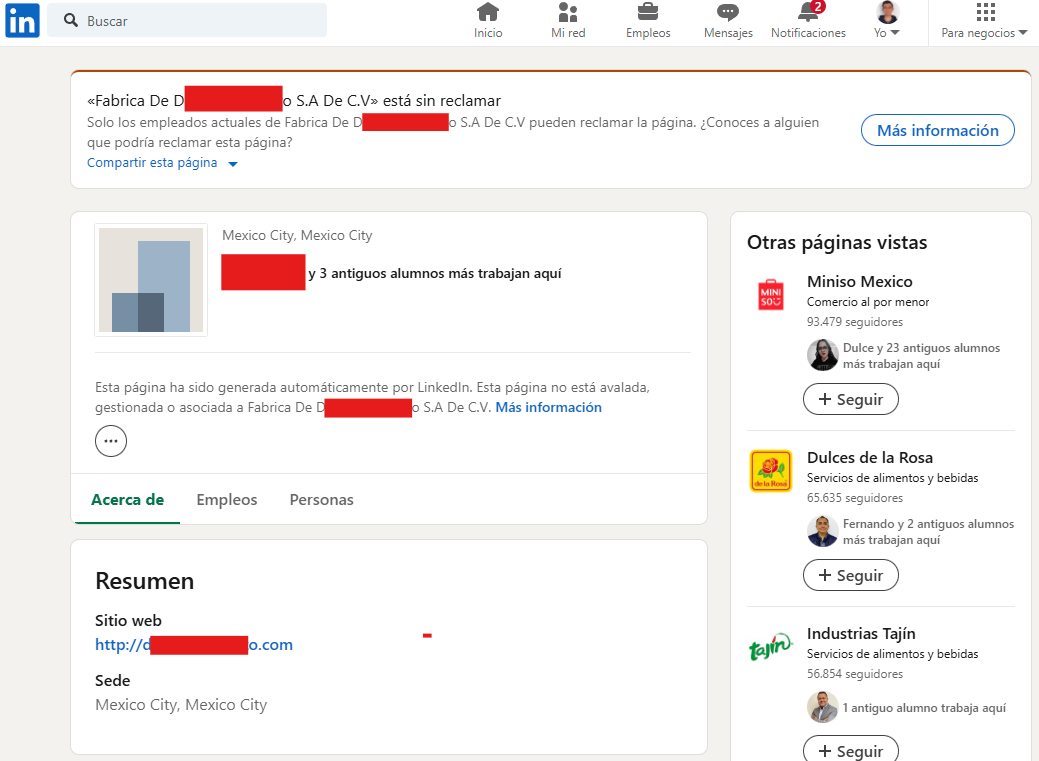 in
Buscar
Inicio
Mi red
Empleos
Mensajes
2
Notificaciones
Yo
Para negocios
«Fabrica De D o S.A De C.V» está sin reclamar
Solo los empleados actuales de Fabrica De D o S.A De C.V pueden reclamar la página. ¿Conoces a alguien
que podría reclamar esta página?
Compartir esta página
Más información
Mexico City, Mexico City
y 3 antiguos alumnos más trabajan aquí
Esta página ha sido generada automáticamente por LinkedIn. Esta página no está avalada,
gestionada o asociada a Fabrica De D o S.A De C.V. Más información
Acerca de
Empleos
Personas
Resumen
Sitio web
http://d o.com
Sede
Mexico City, Mexico City
Otras páginas vistas
MINI
SO
Miniso Mexico
Comercio al por menor
93.479 seguidores
Dulce y 23 antiguos alumnos
más trabajan aquí
+ Seguir
de la Rosa
Dulces de la Rosa
Servicios de alimentos y bebidas
65.635 seguidores
Fernando y 2 antiguos alumnos
más trabajan aquí
+ Seguir
tajín
Industrias Tajín
Servicios de alimentos y bebidas
56.854 seguidores
1 antiguo alumno trabaja aquí
+ Seguir